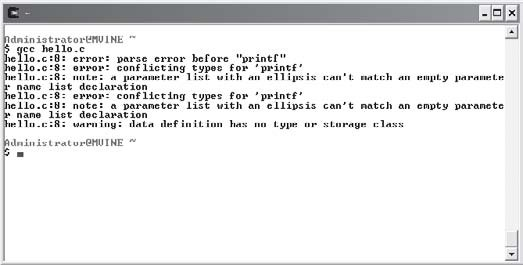 ~
Administrator@MVINE ~
$ gcc hello.c
hello.c:8: error: parse error before "printf"
hello.c:8: error: conflicting types for 'printf'
hello.c:8: note: a parameter list with an ellipsis can't match an empty paramete
r name list declaration
hello.c:8: error: conflicting types for 'printf'
hello.c:8: note: a parameter list with an ellipsis can't match an empty paramete
r name list declaration
hello.c:8: warning: data definition has no type or storage class
Administrator@MVINE ~
$